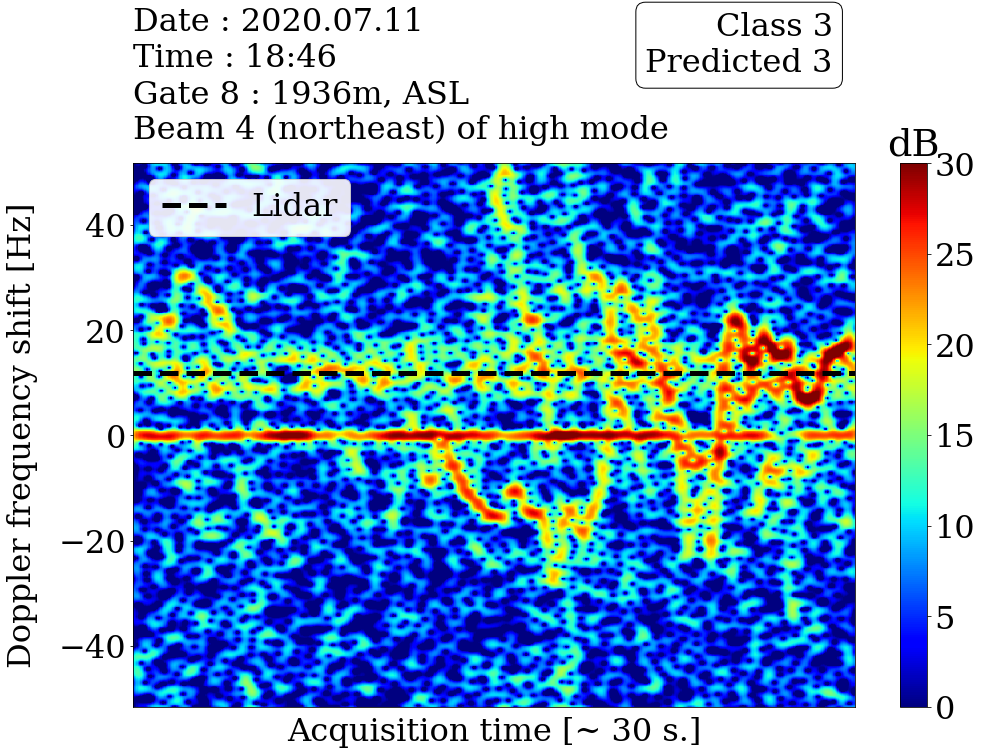 Date : 2020.07.11
Time : 18:46
Gate 8 : 1936m, ASL
Beam 4 (northeast) of high mode
Class 3
Predicted 3
dB
Lidar
Doppler frequency shift [Hz]
40
20
0
−20
−40
30
25
20
15
10
5
0
Acquisition time [~ 30 s.]